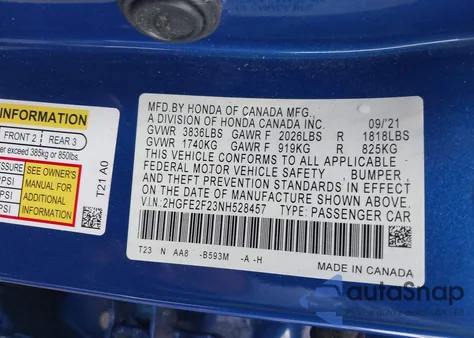 INFORMATION
FRONT 2 REAR 3
er exceed 385kg or 850lbs.
ESSURE
PSI
PSI
PSI
SEE OWNER'S
MANUAL FOR
ADDITIONAL
INFORMATION
T21 A0
MFD.BY HONDA OF CANADA MFG.,
A DIVISION OF HONDA CANADA INC. 09/'21
GVWR 3836LBS GAWR F 2026LBS R 1818LBS
GVWR 1740KG GAWR F 919KG R 825KG
THIS VEHICLE CONFORMS TO ALL APPLICABLE
FEDERAL MOTOR VEHICLE SAFETY , BUMPER ,
AND THEFT PREVENTION STANDARDS IN EFFECT
ON THE DATE OF MANUFACTURE SHOWN ABOVE.
V.I.N.:2HGFE2F23NH528457 TYPE: PASSENGER CAR
T23 N AA8 -B593M -A -H
MADE IN CANADA
autoSnap